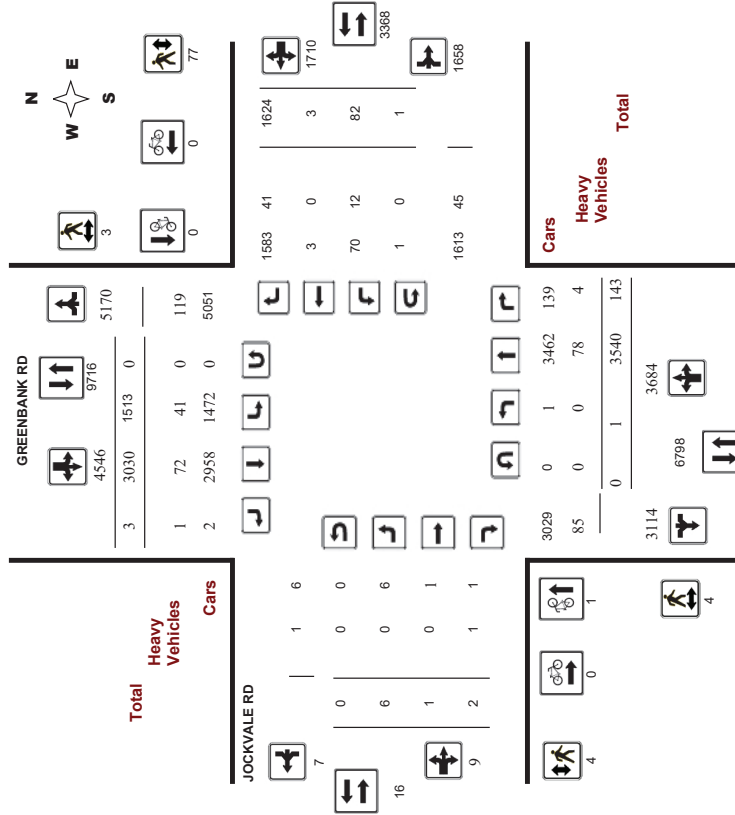 N
W E
S
3
77
0
0
GREENBANK RD
4546
9716
5170
3 3030 1513 0
1 72 41 0 119
2 2958 1472 0 5051
Total
Heavy
Vehicles
Cars
1710
3368
1658
1583 41 1624
3 0 3
70 12 82
1 0 1
1613 45
JOCKVALE RD
7
16
9
1 6
0 0 0
6 0 6
1 0 1
2 1 1
Cars
Heavy
Vehicles
Total
3029 0 1 3462 139
85 0 0 78 4
0 1 3540 143
3114
6798
3684
4
0
1
4